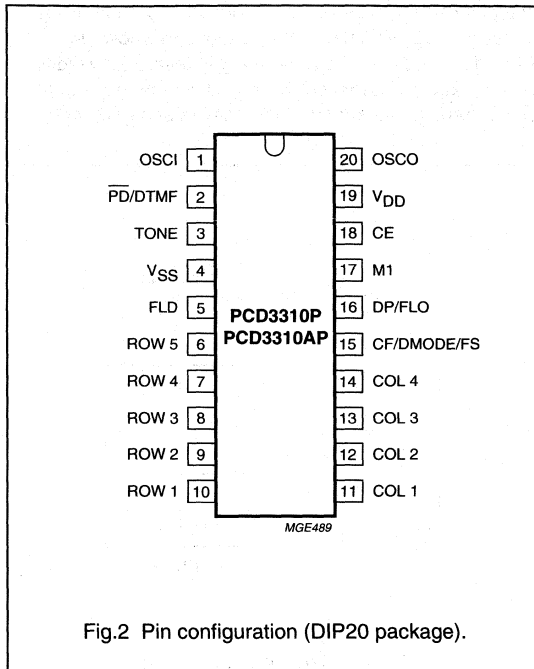 OSCI 1 20 OSCO
PD/DTMF 2 19 VDD
TONE 3 18 CE
VSS 4 17 M1
FLD 5 16 DP/FLO
PCD3310P
PCD3310AP
ROW 5 6 15 CF/DMODE/FS
ROW 4 7 14 COL 4
ROW 3 8 13 COL 3
ROW 2 9 12 COL 2
ROW 1 10 11 COL 1
MGE489
Fig.2 Pin configuration (DIP20 package).